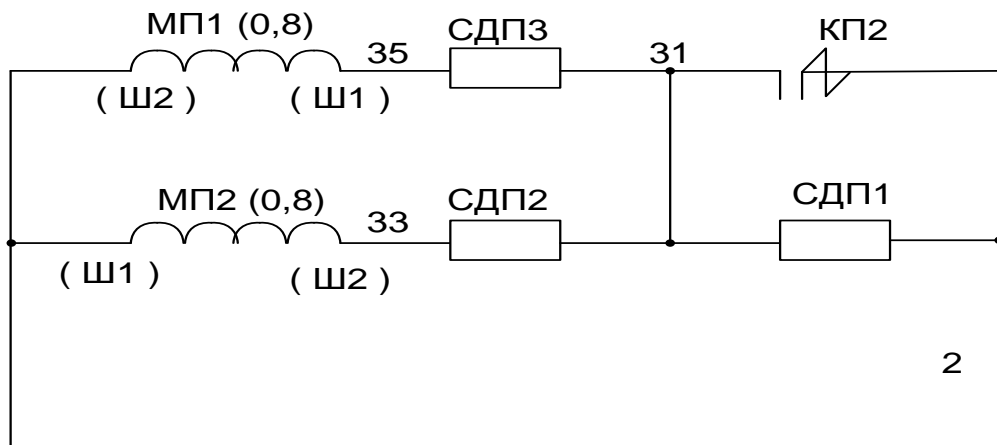 МП1 (0,8) 35 СДП3 31 КП2
( Ш2 ) ( Ш1 )
МП2 (0,8) 33 СДП2 СДП1
( Ш1 ) ( Ш2 )
2